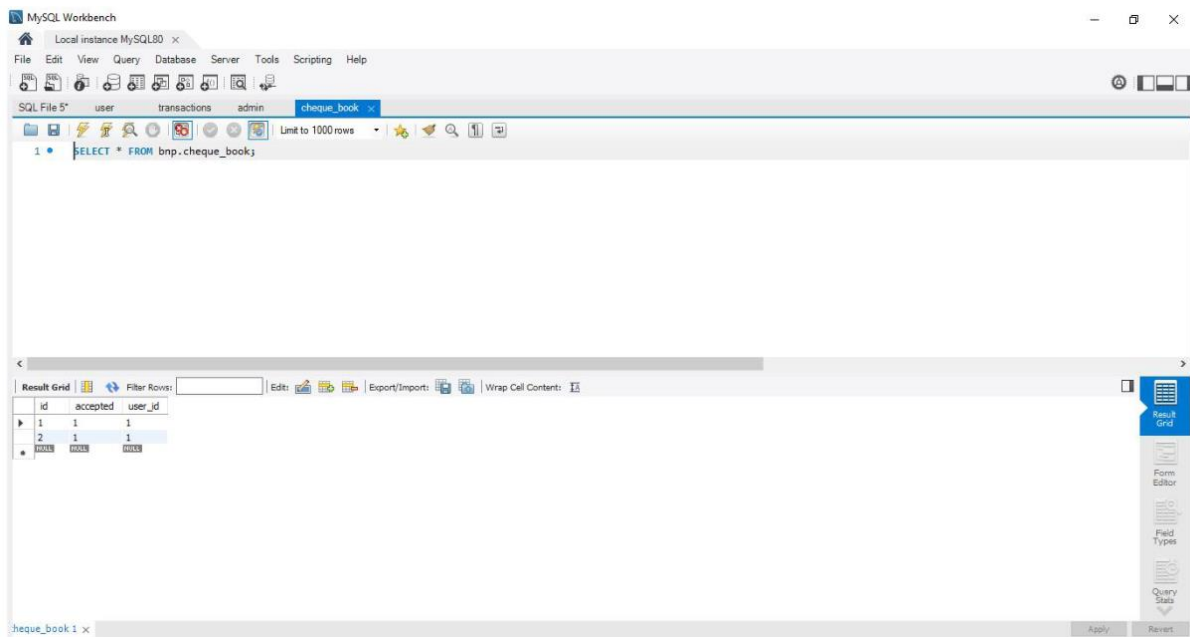 MySQL Workbench
Local instance MySQL80
File Edit View Query Database Server Tools Scripting Help
SQL File 5* user transactions admin cheque_book
Limit to 1000 rows
1 SELECT * FROM bnp.cheque_book;
Result Grid Filter Rows: Edit: Export/Import: Wrap Cell Content:
id accepted user_id
1 1 1
2 1 1
NULL NULL NULL
Result
Grid
Form
Editor
Field
Types
Query
Stats
heque_book 1 Apply Revert